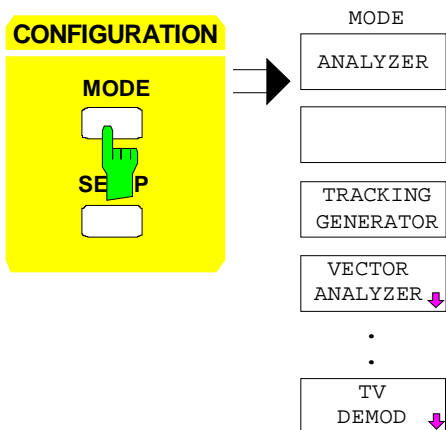 CONFIGURATION
MODE
SE P
MODE
ANALYZER
TRACKING
GENERATOR
VECTOR
ANALYZER
.
.
TV
DEMOD